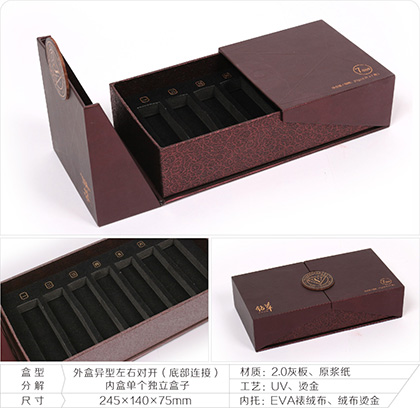 盒型 外盒异型左右对开（底部连接）
分解 内盒单个独立盒子
尺寸 245×140×75mm
材质：2.0灰板、原浆纸
工艺：UV、烫金
内托：EVA裱绒布、绒布烫金